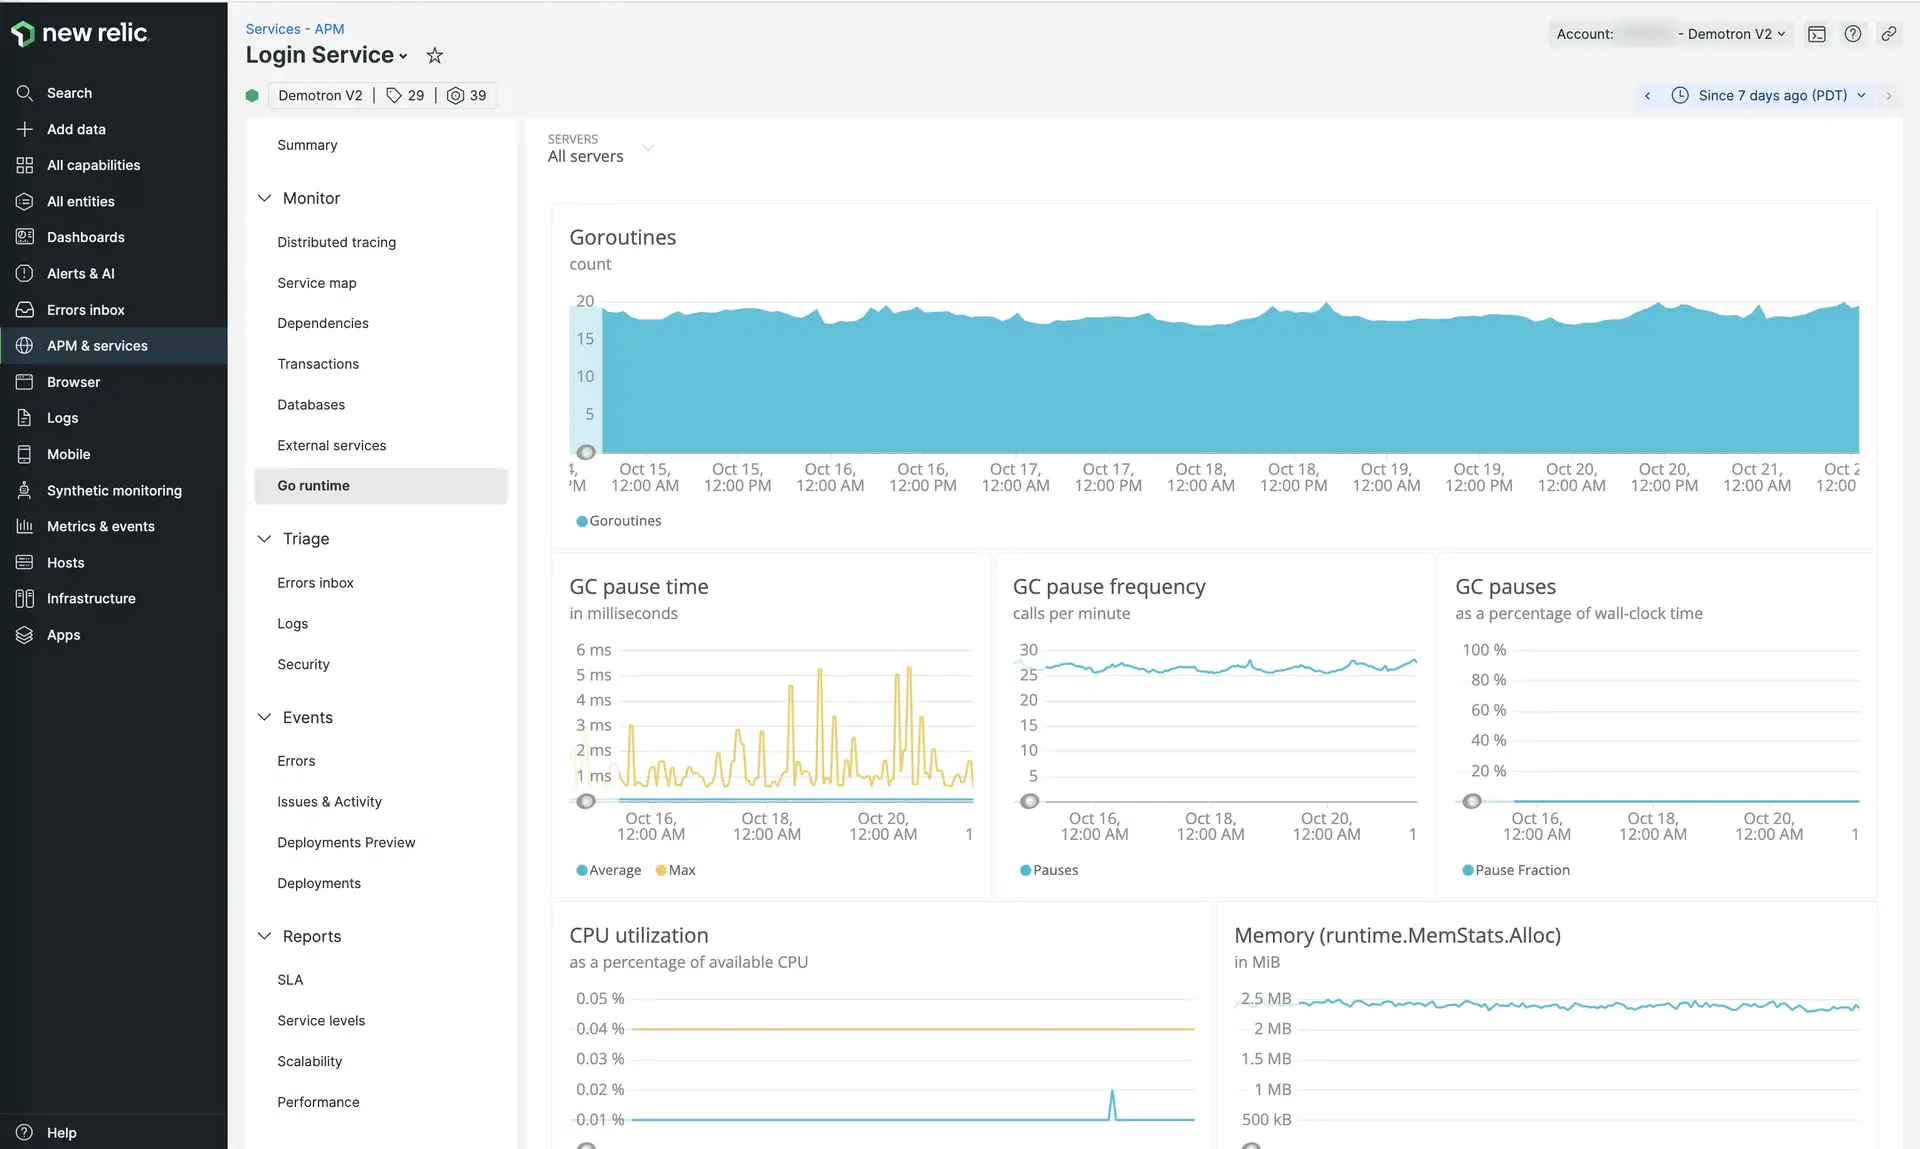 new relic.
Search
Add data
All capabilities
All entities
Dashboards
Alerts & AI
Errors inbox
APM & services
Browser
Logs
Mobile
Synthetic monitoring
Metrics & events
Hosts
Infrastructure
Apps
Help
Services - APM
Login Service
Demotron V2 | 29 | 39
Account: - Demotron V2
Since 7 days ago (PDT)
Summary
Monitor
Distributed tracing
Service map
Dependencies
Transactions
Databases
External services
Go runtime
Triage
Errors inbox
Logs
Security
Events
Errors
Issues & Activity
Deployments Preview
Deployments
Reports
SLA
Service levels
Scalability
Performance
SERVERS
All servers
Goroutines
count
20
15
10
5
4, Oct 15, Oct 15, Oct 16, Oct 16, Oct 17, Oct 17, Oct 18, Oct 18, Oct 19, Oct 19, Oct 20, Oct 20, Oct 21, Oct 2
PM 12:00 AM 12:00 PM 12:00 AM 12:00 PM 12:00 AM 12:00 PM 12:00 AM 12:00 PM 12:00 AM 12:00 PM 12:00 AM 12:00 PM 12:00 AM 12:00
Goroutines
GC pause time
in milliseconds
6 ms
5 ms
4 ms
3 ms
2 ms
1 ms
Oct 16, Oct 18, Oct 20,
12:00 AM 12:00 AM 12:00 AM 1
Average Max
GC pause frequency
calls per minute
30
25
20
15
10
5
Oct 16, Oct 18, Oct 20,
12:00 AM 12:00 AM 12:00 AM 1
Pauses
GC pauses
as a percentage of wall-clock time
100 %
80 %
60 %
40 %
20 %
Oct 16, Oct 18, Oct 20,
12:00 AM 12:00 AM 12:00 AM 1
Pause Fraction
CPU utilization
as a percentage of available CPU
0.05 %
0.04 %
0.03 %
0.02 %
0.01 %
Memory (runtime.MemStats.Alloc)
in MiB
2.5 MB
2 MB
1.5 MB
1 MB
500 kB